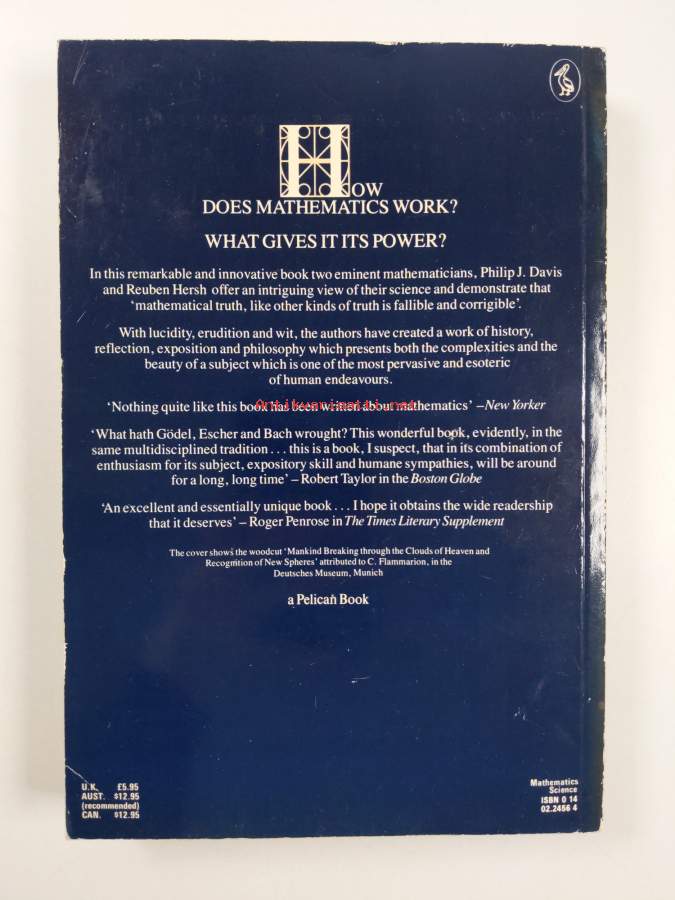 HOW
DOES MATHEMATICS WORK?
WHAT GIVES IT ITS POWER?
In this remarkable and innovative book two eminent mathematicians, Philip J. Davis
and Reuben Hersh offer an intriguing view of their science and demonstrate that
‘mathematical truth, like other kinds of truth is fallible and corrigible’.
With lucidity, erudition and wit, the authors have created a work of history,
reflection, exposition and philosophy which presents both the complexities and the
beauty of a subject which is one of the most pervasive and esoteric
of human endeavours.
‘Nothing quite like this book has been written about mathematics’ – New Yorker
Antikvariaatti.net
‘What hath Gödel, Escher and Bach wrought? This wonderful book, evidently, in the
same multidisciplined tradition . . . this is a book, I suspect, that in its combination of
enthusiasm for its subject, expository skill and humane sympathies, will be around
for a long, long time’ – Robert Taylor in the Boston Globe
‘An excellent and essentially unique book . . . I hope it obtains the wide readership
that it deserves’ – Roger Penrose in The Times Literary Supplement
The cover shows the woodcut ‘Mankind Breaking through the Clouds of Heaven and
Recognition of New Spheres’ attributed to C. Flammarion, in the
Deutsches Museum, Munich
a Pelican Book
U.K. £5.95
AUST. $12.95
(recommended)
CAN. $12.95
Mathematics
Science
ISBN 0 14
02.2456 4